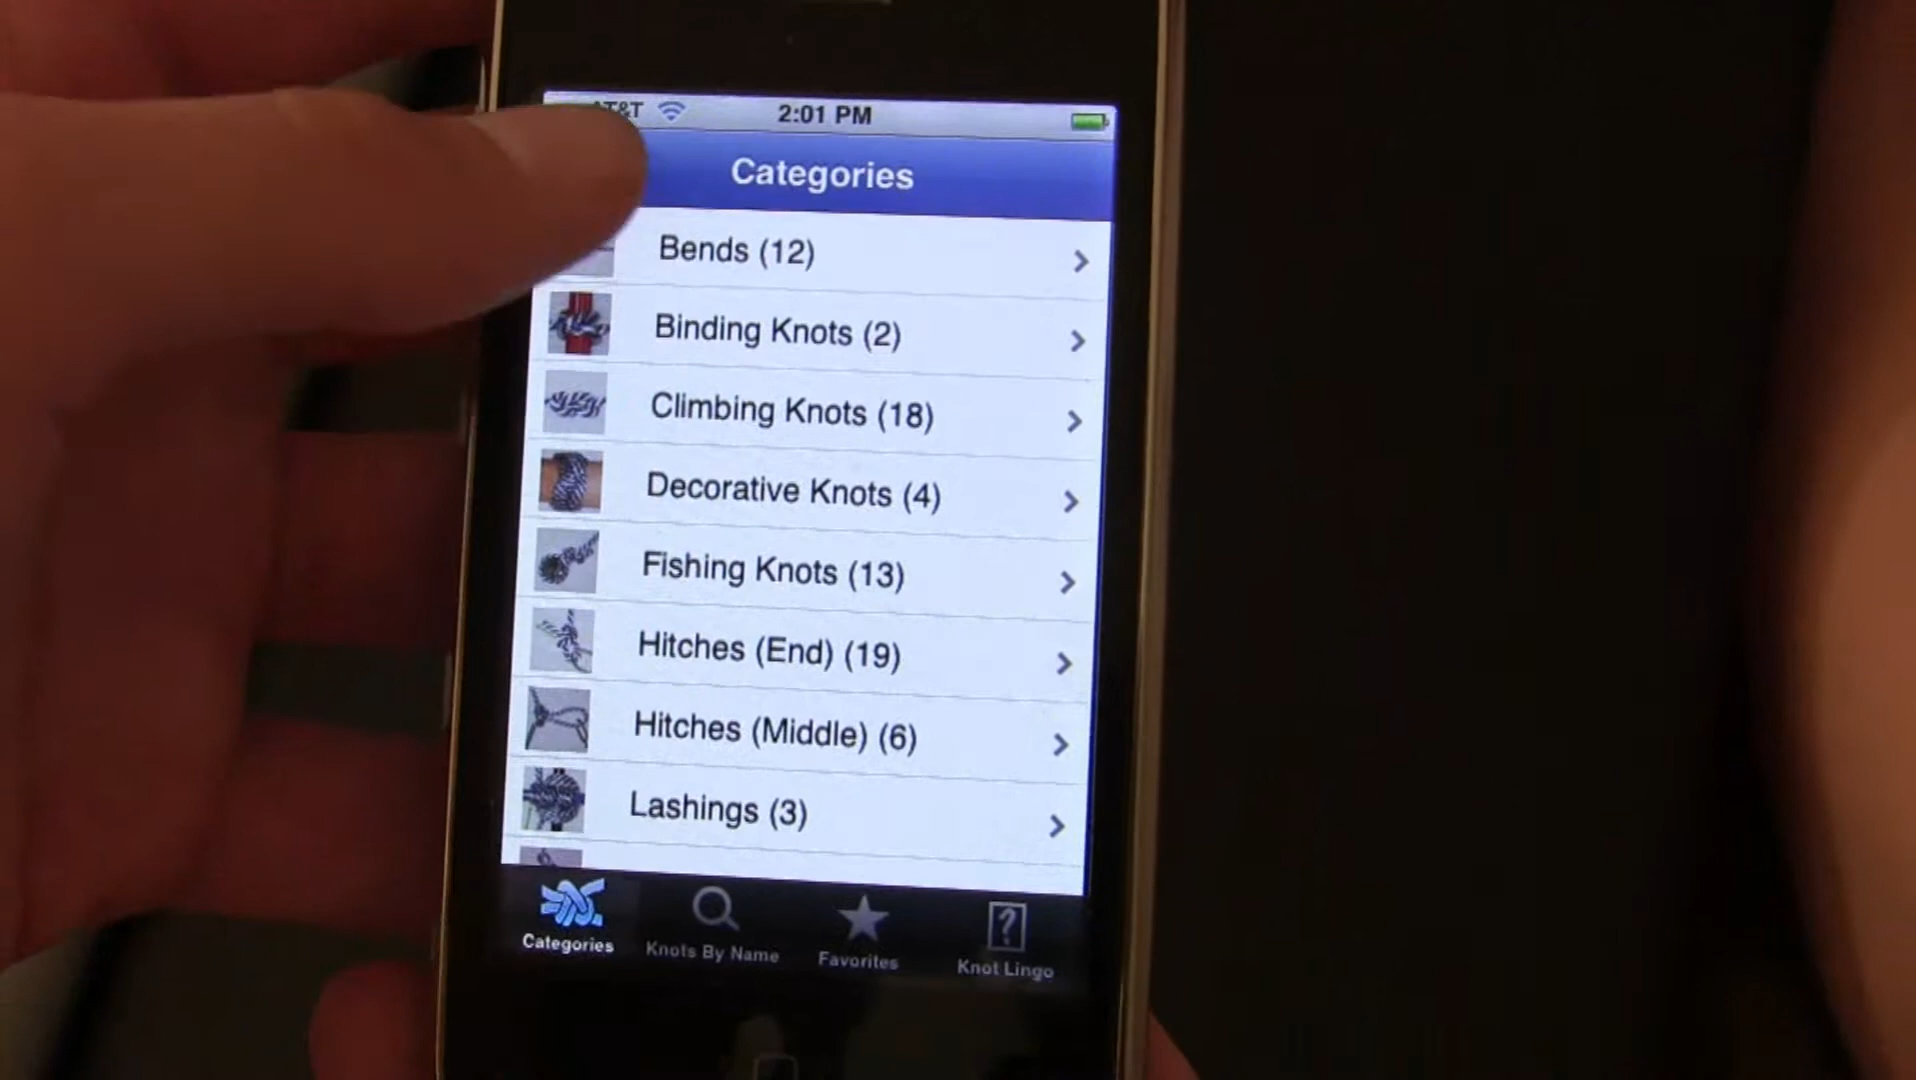 AT&T 2:01 PM
Categories
Bends (12)
Binding Knots (2)
Climbing Knots (18)
Decorative Knots (4)
Fishing Knots (13)
Hitches (End) (19)
Hitches (Middle) (6)
Lashings (3)
Categories Knots By Name Favorites Knot Lingo